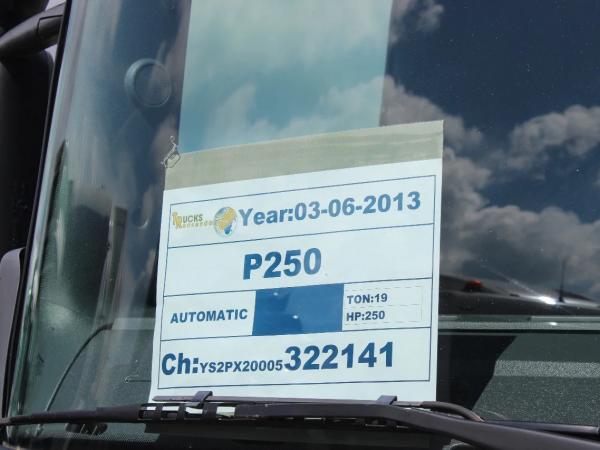 TRUCKS
Year:03-06-2013
P250
AUTOMATIC
TON:19
HP:250
Ch:YS2PX20005322141